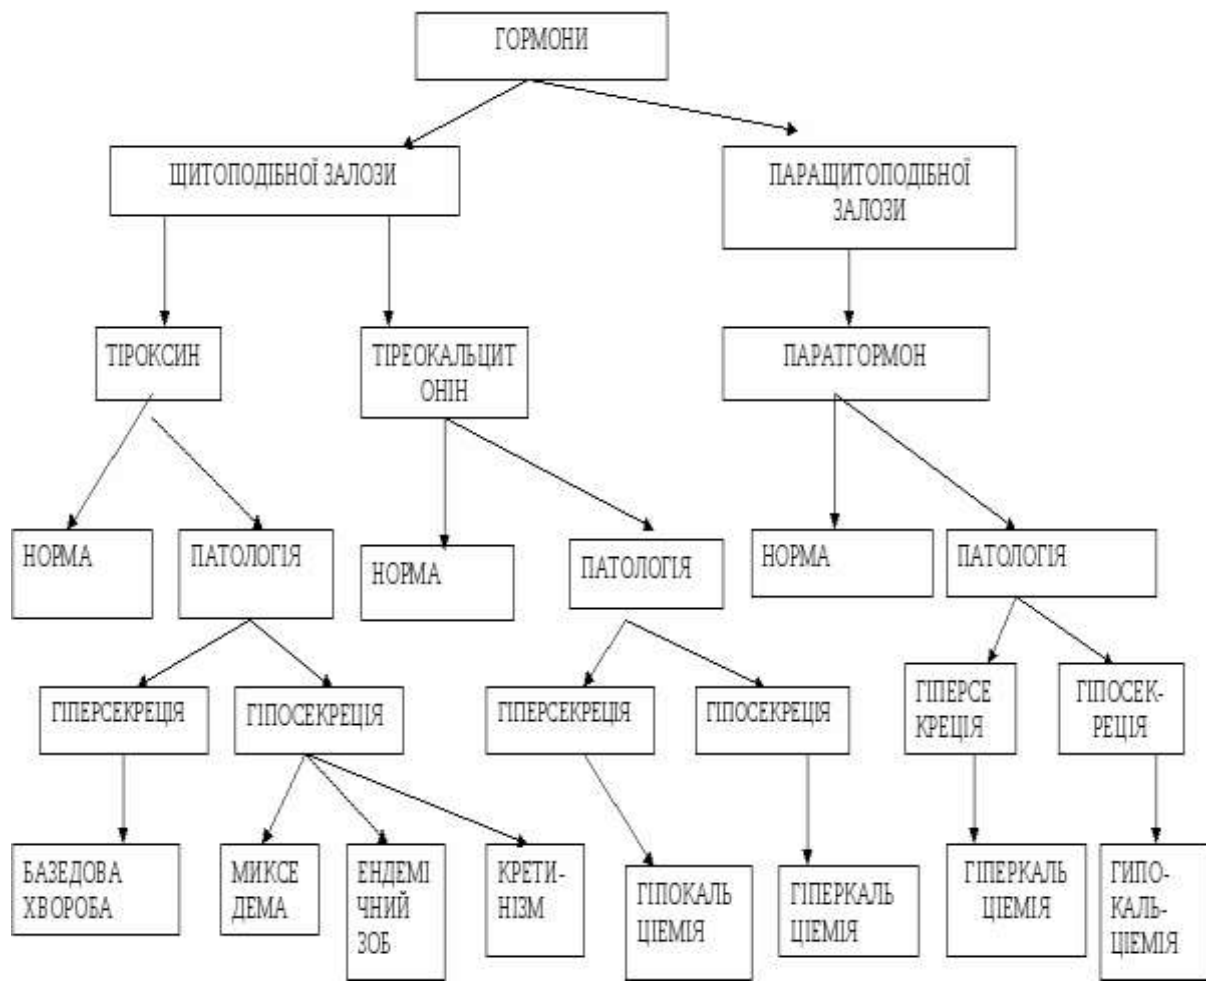 ГОРМОНИ
ЩИТОПОДІБНОЇ ЗАЛОЗИ
ПАРАЩИТОПОДІБНОЇ
ЗАЛОЗИ
ТІРОКСИН
ТІРЕОКАЛЬЦИТ
ОНІН
ПАРАТГОРМОН
НОРМА
ПАТОЛОГІЯ
НОРМА
ПАТОЛОГІЯ
НОРМА
ПАТОЛОГІЯ
ГІПЕРСЕКРЕЦІЯ
ГІПОСЕКРЕЦІЯ
ГІПЕРСЕКРЕЦІЯ
ГІПОСЕКРЕЦІЯ
ГІПЕРСЕ
КРЕЦІЯ
ГІПОСЕК-
РЕЦІЯ
БАЗЕДОВА
ХВОРОБА
МИКСЕ
ДЕМА
ЕНДЕМІ
ЧНИЙ
ЗОБ
КРЕТИ-
НІЗМ
ГІПОКАЛЬ
ЦІЕМІЯ
ГІПЕРКАЛЬ
ЦІЕМІЯ
ГІПЕРКАЛЬ
ЦІЕМІЯ
ГИПО-
КАЛЬ-
ЦІЕМІЯ